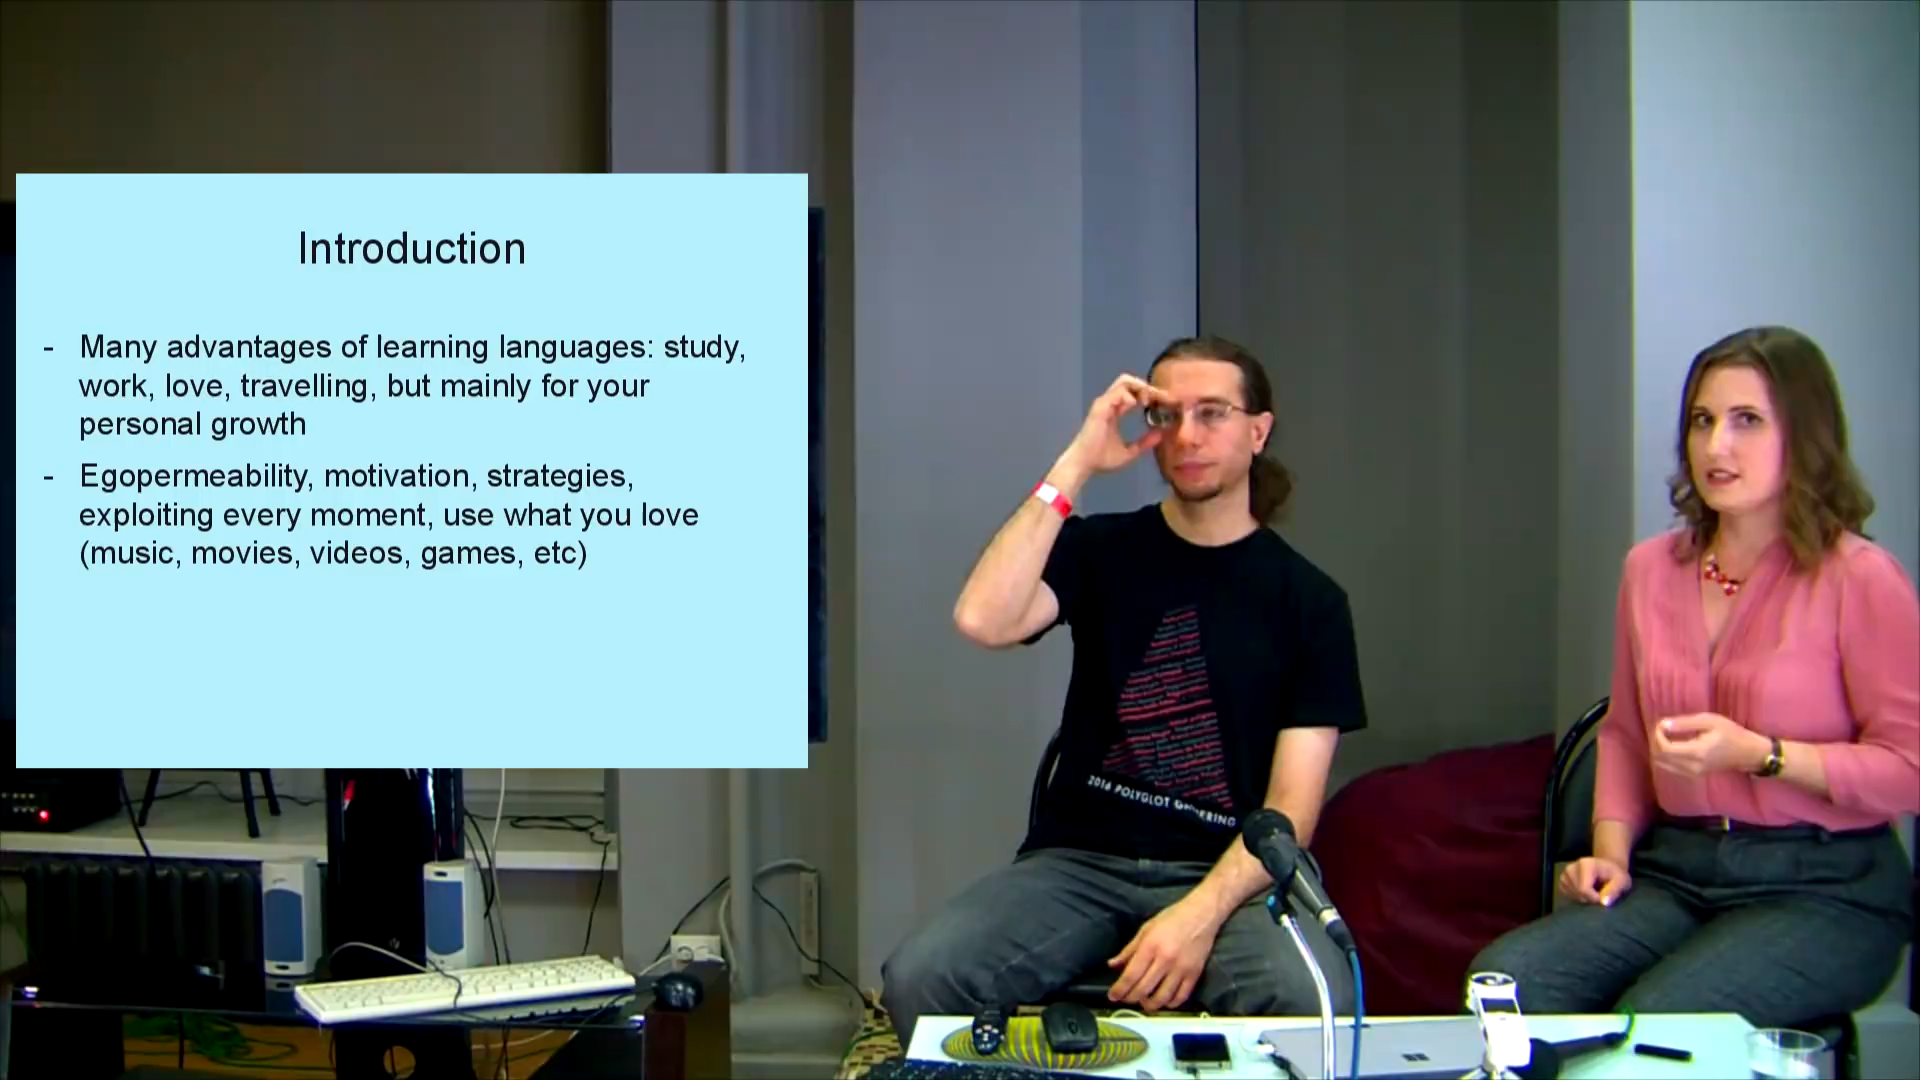 Introduction
- Many advantages of learning languages: study,
work, love, travelling, but mainly for your
personal growth
- Egopermeability, motivation, strategies,
exploiting every moment, use what you love
(music, movies, videos, games, etc)
2016 POLYGLOT GATHERING